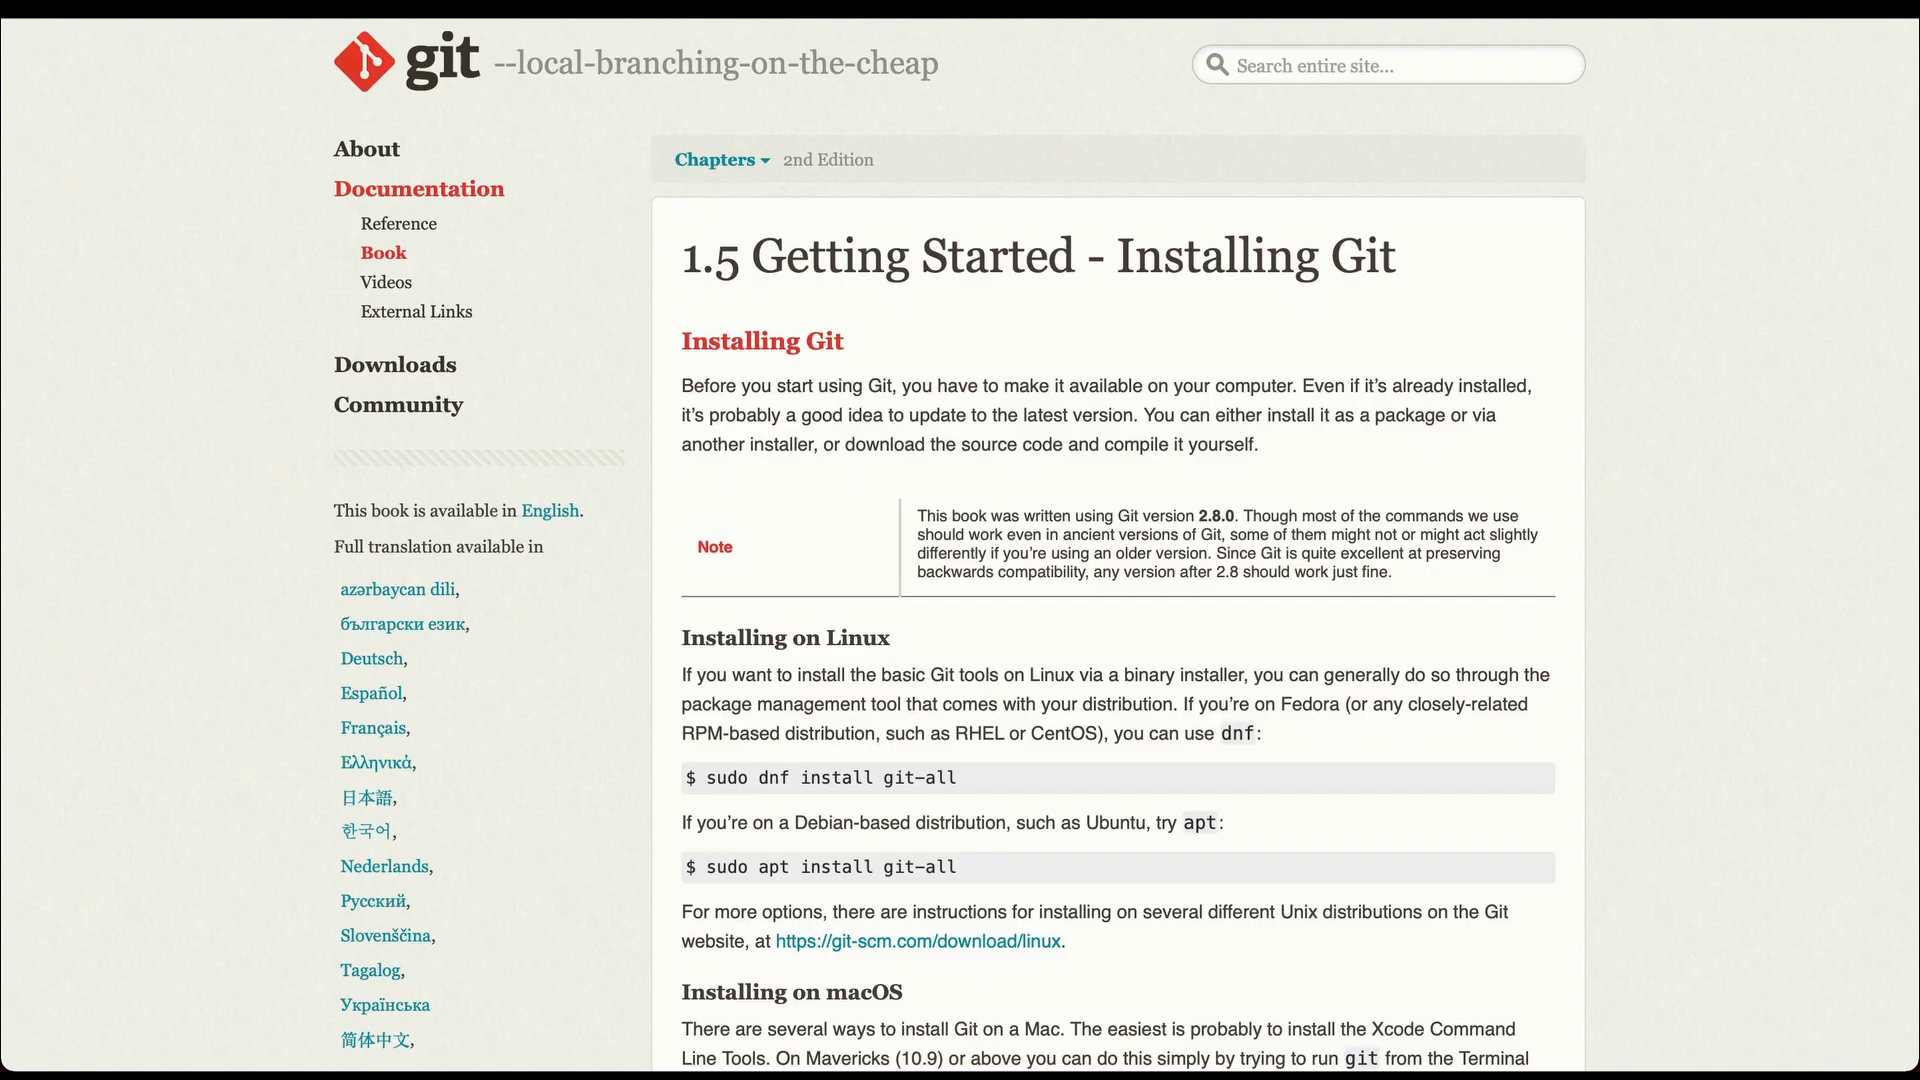 git --local-branching-on-the-cheap
Search entire site...
About
Documentation
Reference
Book
Videos
External Links
Downloads
Community
This book is available in English.
Full translation available in
azərbaycan dili,
български език,
Deutsch,
Español,
Français,
Ελληνικά,
日本語,
한국어,
Nederlands,
Русский,
Slovenščina,
Tagalog,
Українська
简体中文,
Chapters 2nd Edition
1.5 Getting Started - Installing Git
Installing Git
Before you start using Git, you have to make it available on your computer. Even if it’s already installed,
it’s probably a good idea to update to the latest version. You can either install it as a package or via
another installer, or download the source code and compile it yourself.
Note
This book was written using Git version 2.8.0. Though most of the commands we use
should work even in ancient versions of Git, some of them might not or might act slightly
differently if you’re using an older version. Since Git is quite excellent at preserving
backwards compatibility, any version after 2.8 should work just fine.
Installing on Linux
If you want to install the basic Git tools on Linux via a binary installer, you can generally do so through the
package management tool that comes with your distribution. If you’re on Fedora (or any closely-related
RPM-based distribution, such as RHEL or CentOS), you can use dnf:
$ sudo dnf install git-all
If you’re on a Debian-based distribution, such as Ubuntu, try apt:
$ sudo apt install git-all
For more options, there are instructions for installing on several different Unix distributions on the Git
website, at https://git-scm.com/download/linux.
Installing on macOS
There are several ways to install Git on a Mac. The easiest is probably to install the Xcode Command
Line Tools. On Mavericks (10.9) or above you can do this simply by trying to run git from the Terminal